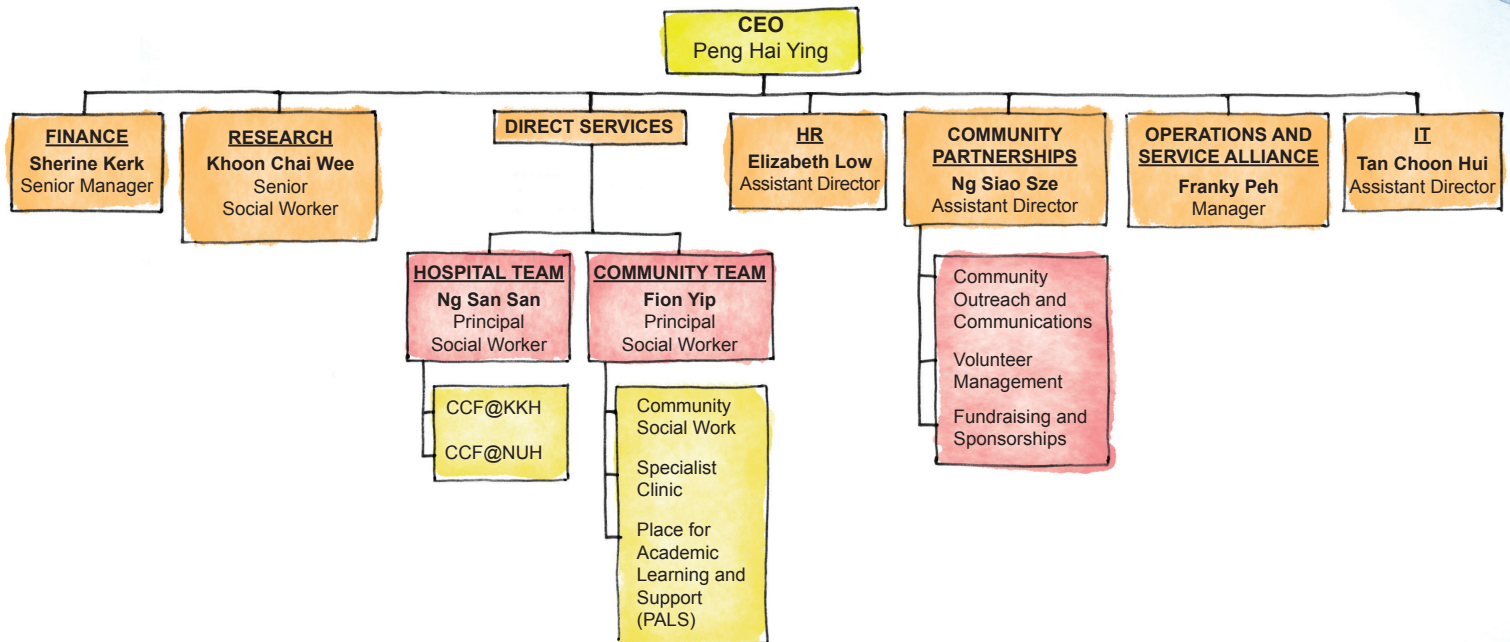 CEO
Peng Hai Ying
FINANCE
Sherine Kerk
Senior Manager
RESEARCH
Khoon Chai Wee
Senior
Social Worker
DIRECT SERVICES
HR
Elizabeth Low
Assistant Director
COMMUNITY
PARTNERSHIPS
Ng Siao Sze
Assistant Director
OPERATIONS AND
SERVICE ALLIANCE
Franky Peh
Manager
IT
Tan Choon Hui
Assistant Director
HOSPITAL TEAM
Ng San San
Principal
Social Worker
COMMUNITY TEAM
Fion Yip
Principal
Social Worker
Community
Outreach and
Communications
Volunteer
Management
Fundraising and
Sponsorships
CCF@KKH
CCF@NUH
Community
Social Work
Specialist
Clinic
Place for
Academic
Learning and
Support
(PALS)